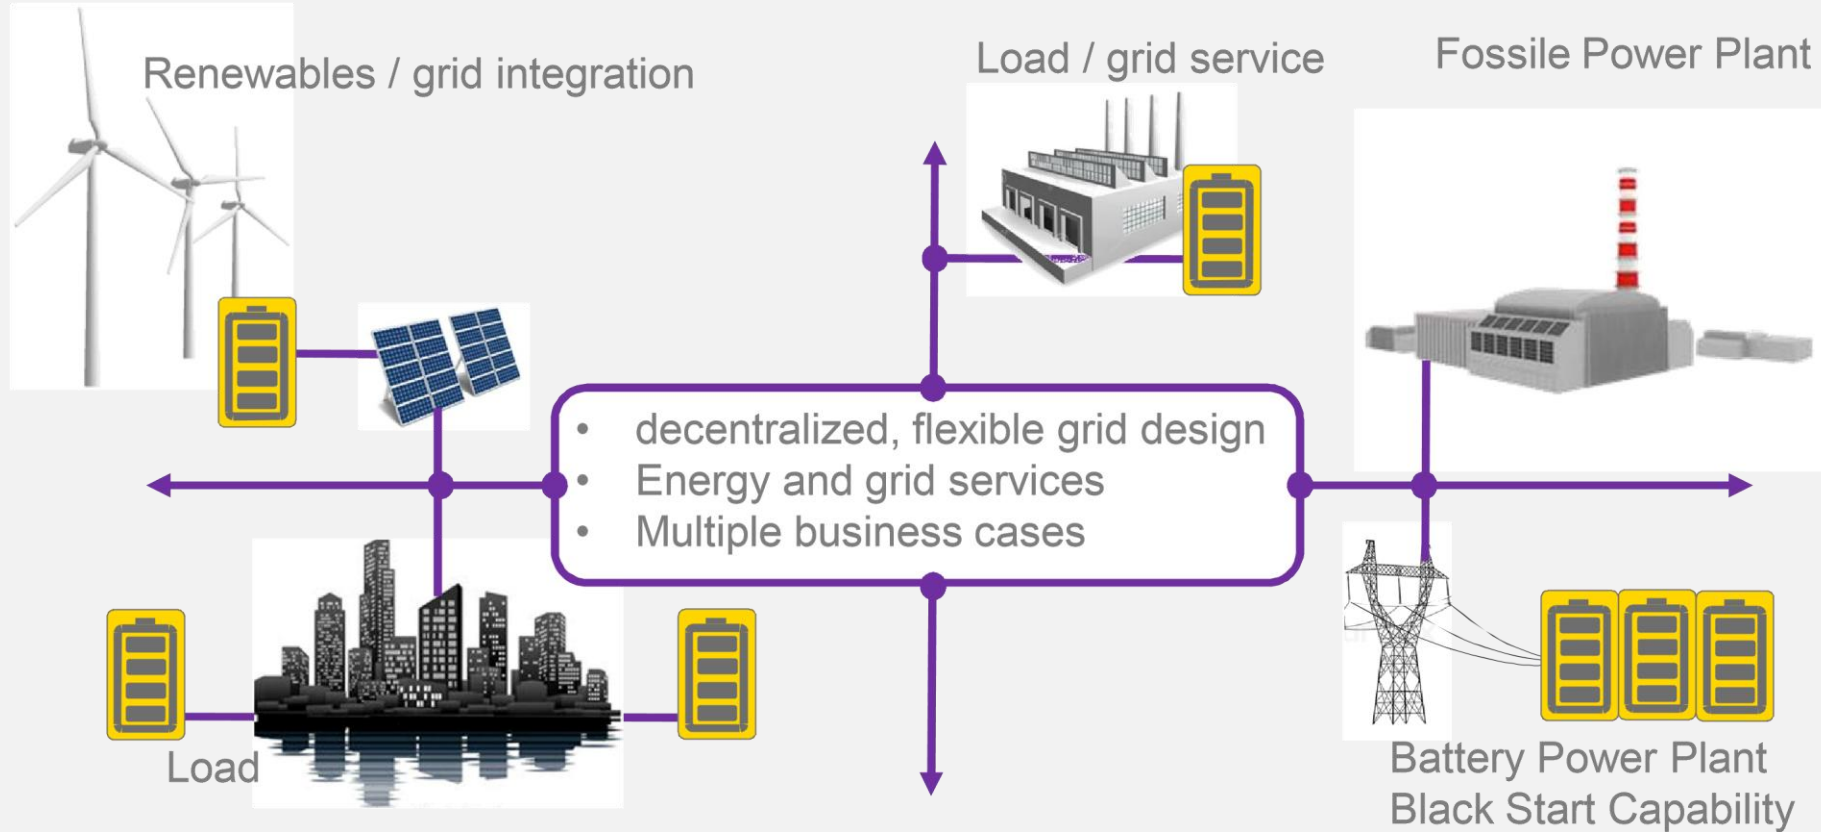 Renewables / grid integration
Load / grid service
Fossile Power Plant
• decentralized, flexible grid design
• Energy and grid services
• Multiple business cases
Load
Battery Power Plant
Black Start Capability